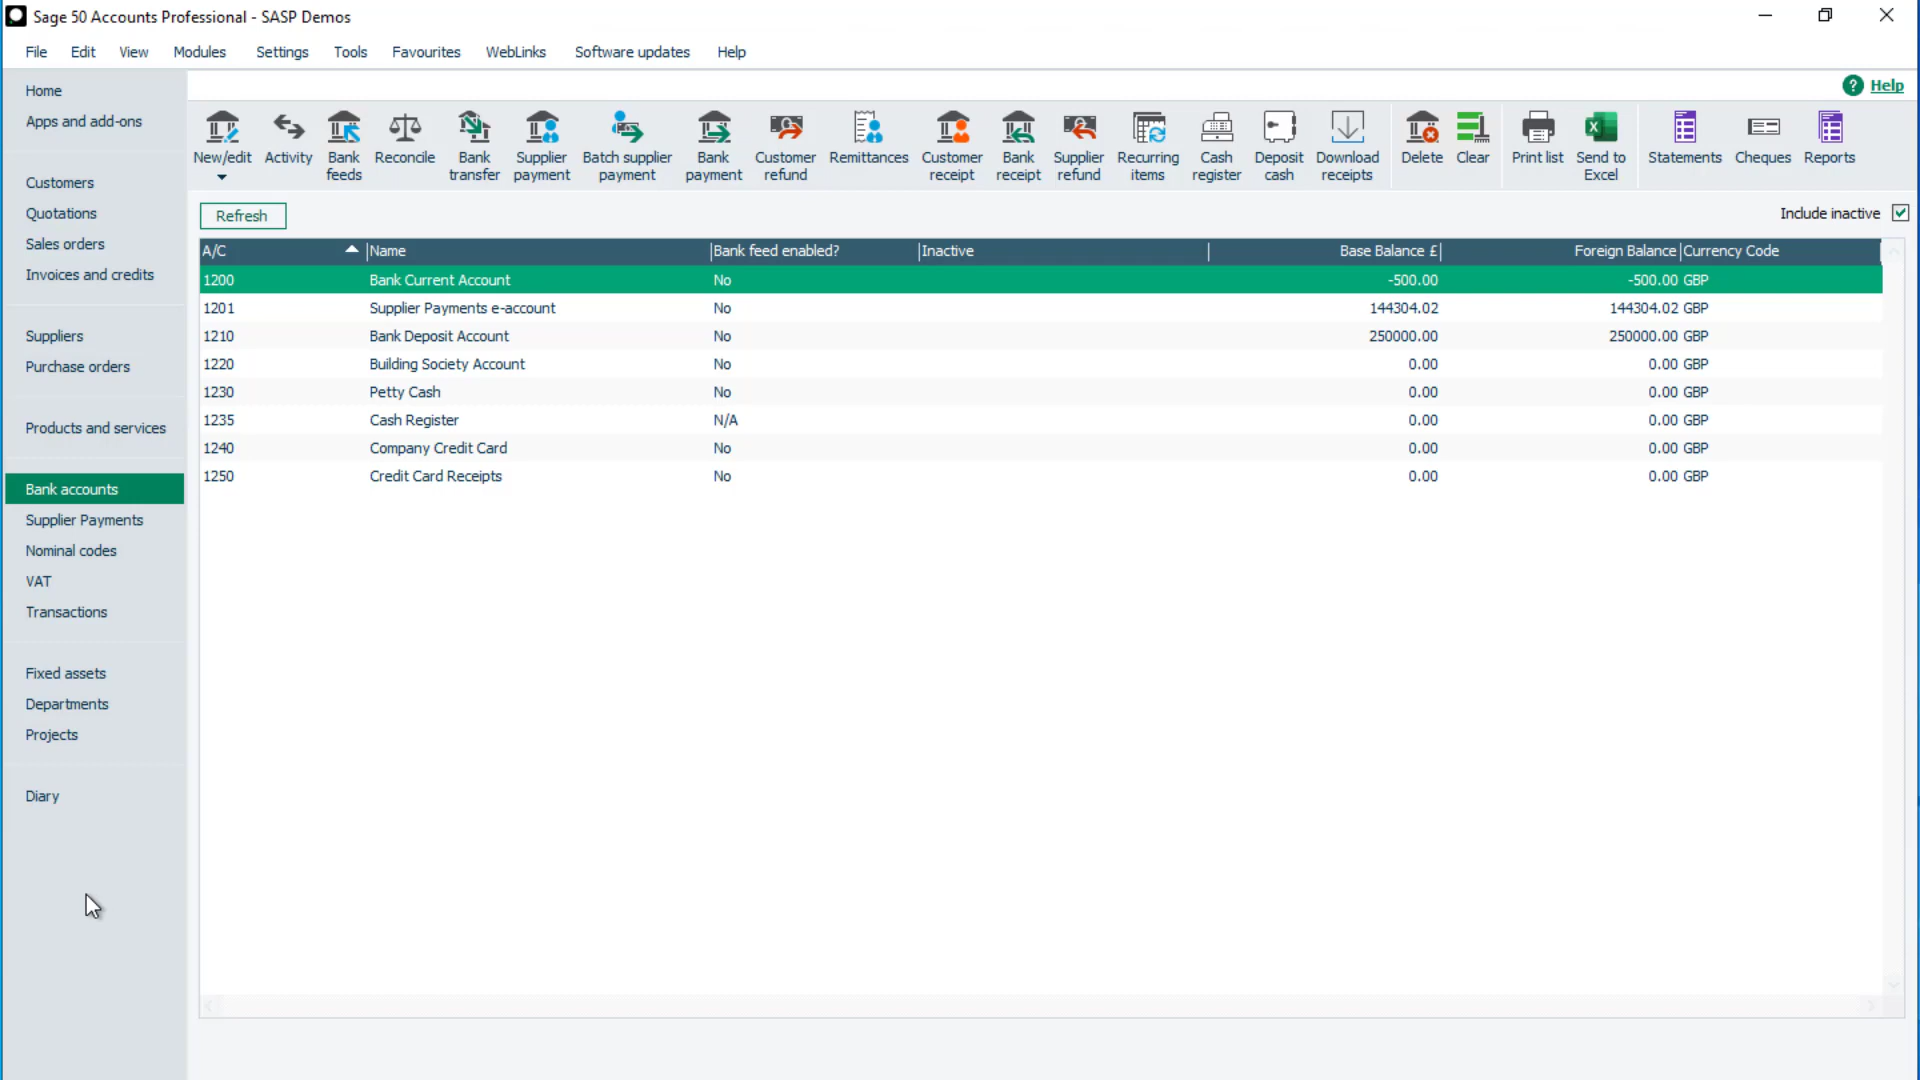 Sage 50 Accounts Professional - SASP Demos
File Edit View Modules Settings Tools Favourites WebLinks Software updates Help
Home
Apps and add-ons
Customers
Quotations
Sales orders
Invoices and credits
Suppliers
Purchase orders
Products and services
Bank accounts
Supplier Payments
Nominal codes
VAT
Transactions
Fixed assets
Departments
Projects
Diary
? Help
New/edit
Activity
Bank
feeds
Reconcile
Bank
transfer
Supplier
payment
Batch supplier
payment
Bank
payment
Customer
refund
Remittances
Customer
receipt
Bank
receipt
Supplier
refund
Recurring
items
Cash
register
Deposit
cash
Download
receipts
Delete
Clear
Print list
Send to
Excel
Statements
Cheques
Reports
Refresh
Include inactive
A/C Name Bank feed enabled? Inactive Base Balance £ Foreign Balance Currency Code
1200 Bank Current Account No -500.00 -500.00 GBP
1201 Supplier Payments e-account No 144304.02 144304.02 GBP
1210 Bank Deposit Account No 250000.00 250000.00 GBP
1220 Building Society Account No 0.00 0.00 GBP
1230 Petty Cash No 0.00 0.00 GBP
1235 Cash Register N/A 0.00 0.00 GBP
1240 Company Credit Card No 0.00 0.00 GBP
1250 Credit Card Receipts No 0.00 0.00 GBP